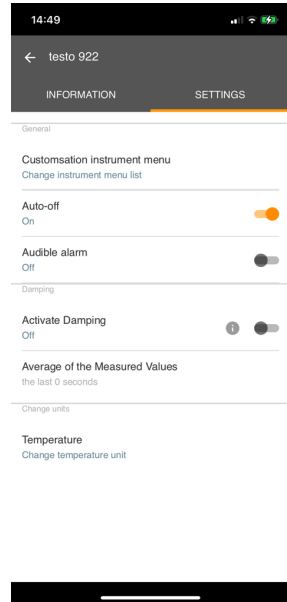 14:49
testo 922
INFORMATION SETTINGS
General
Customsation instrument menu
Change instrument menu list
Auto-off
On
Audible alarm
Off
Damping
Activate Damping
Off
Average of the Measured Values
the last 0 seconds
Change units
Temperature
Change temperature unit